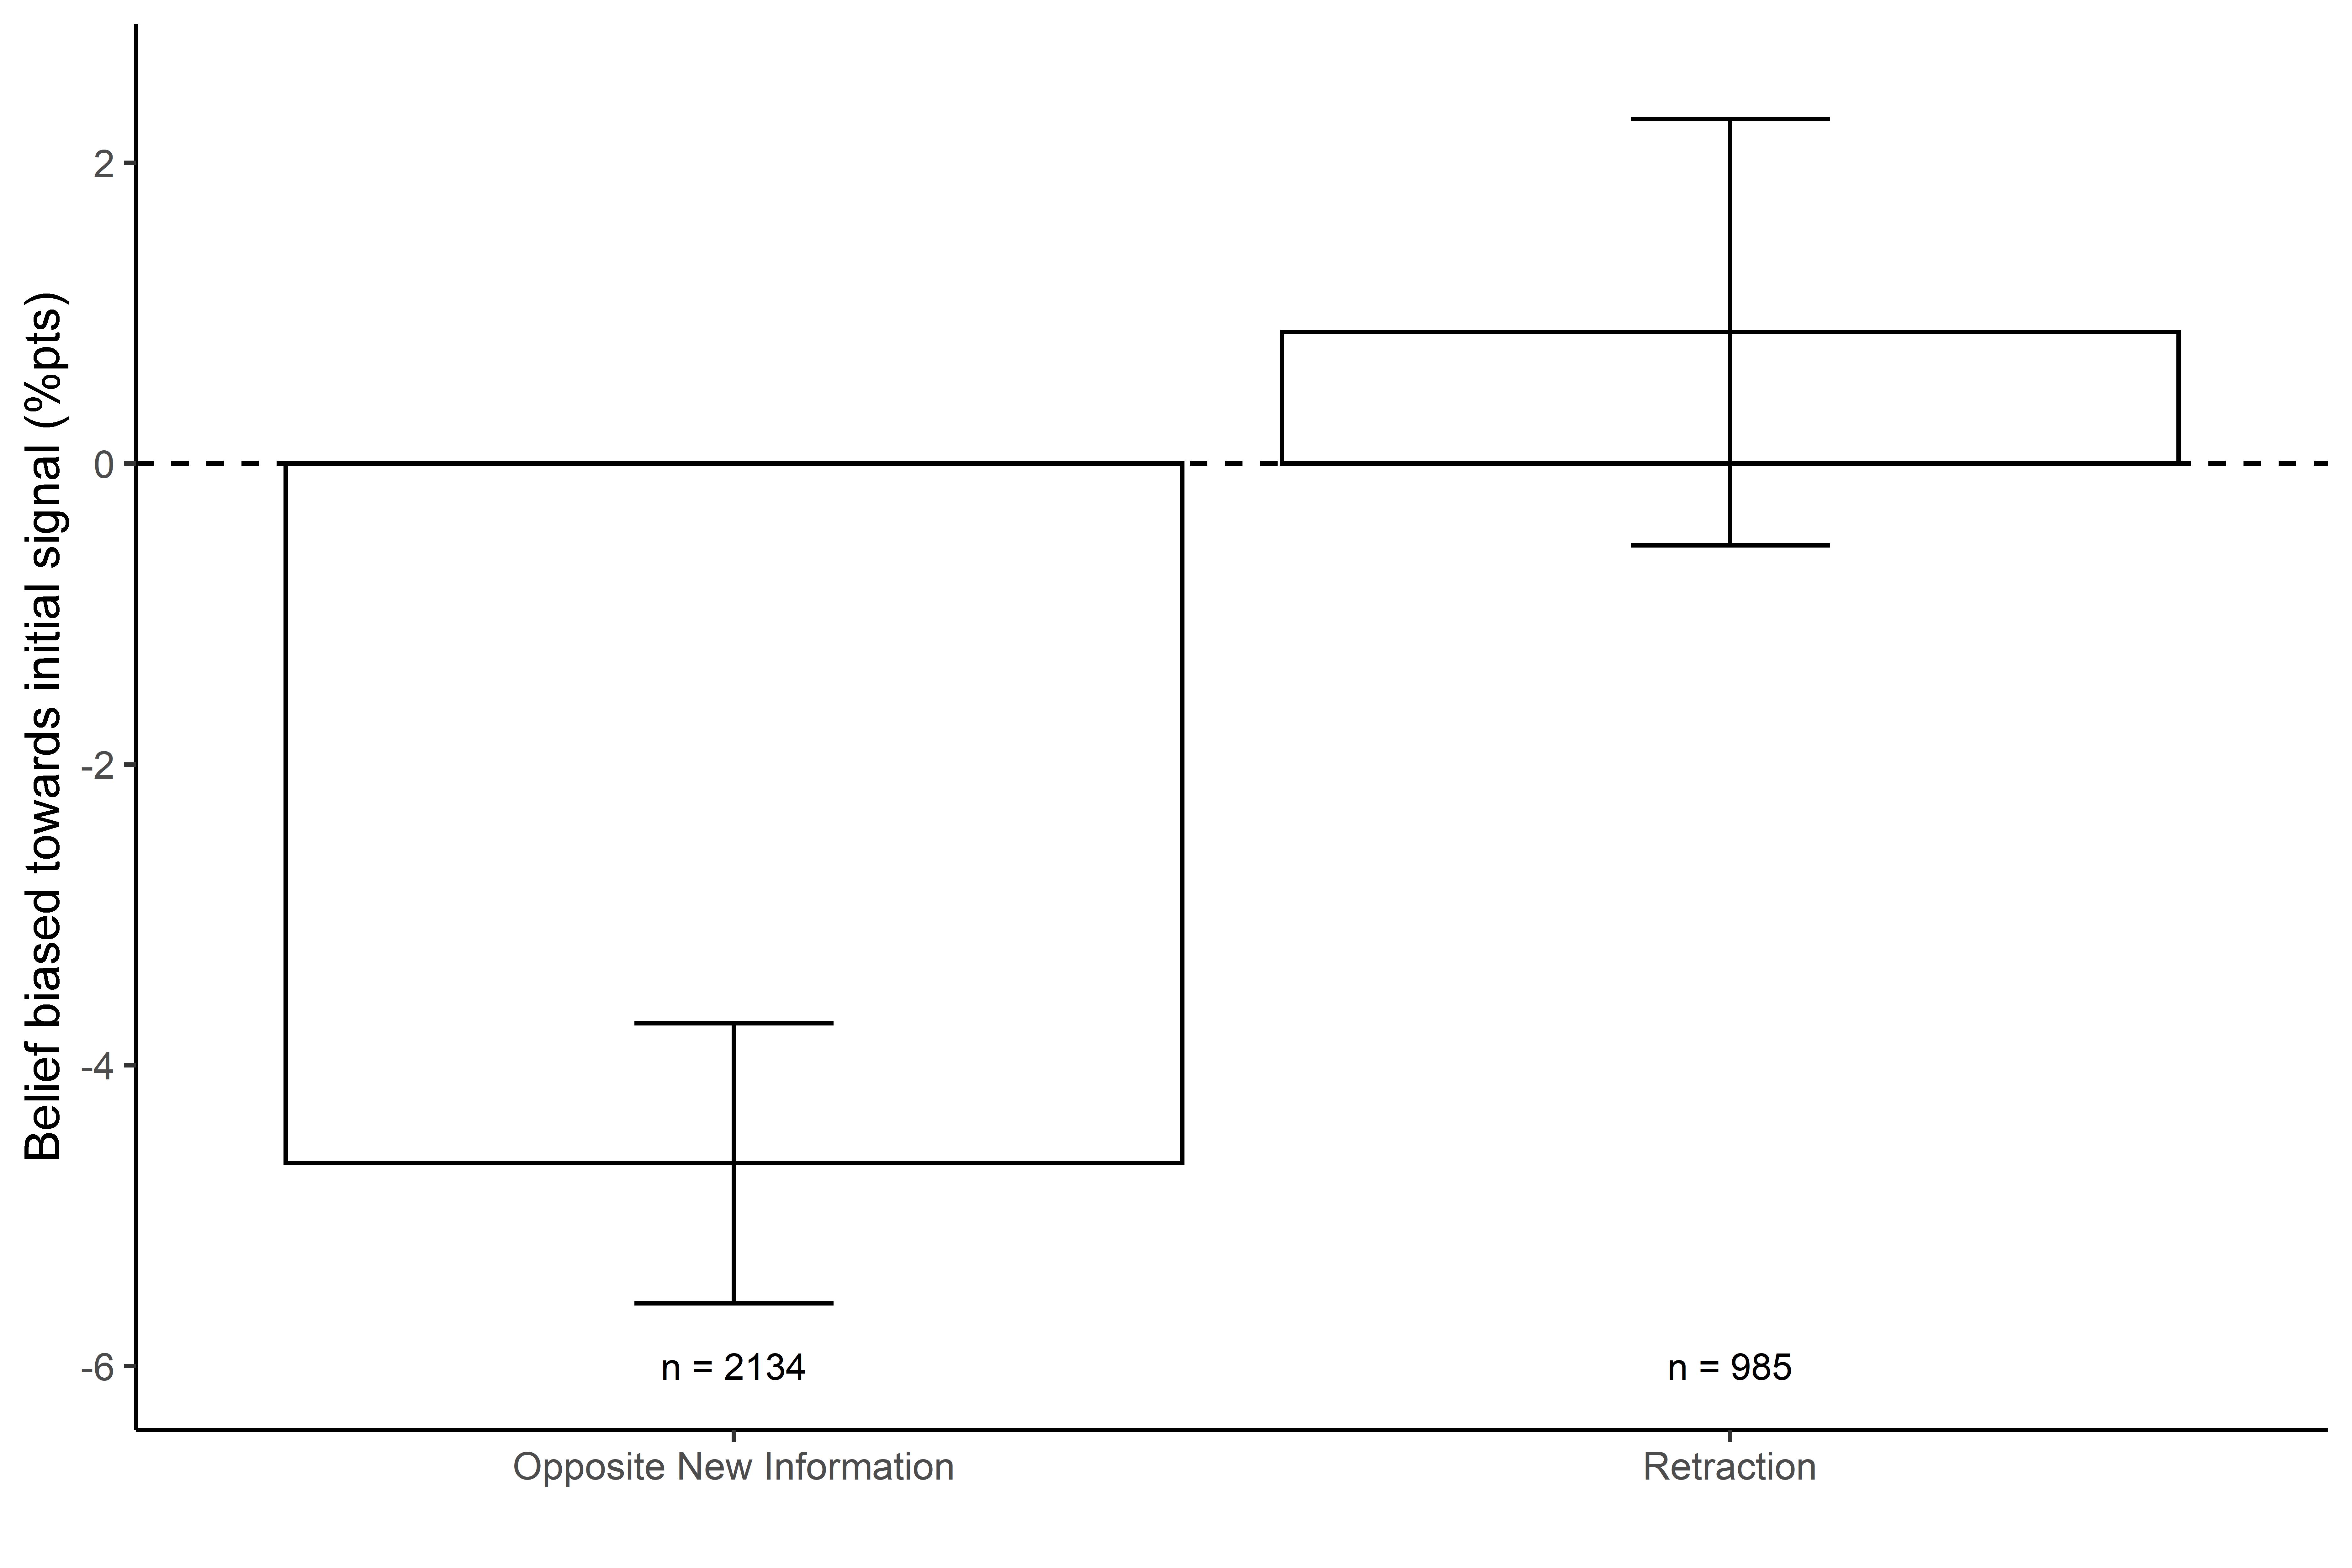 Belief biased towards initial signal (%pts)
2
0
-2
-4
-6
n = 2134
n = 985
Opposite New Information
Retraction